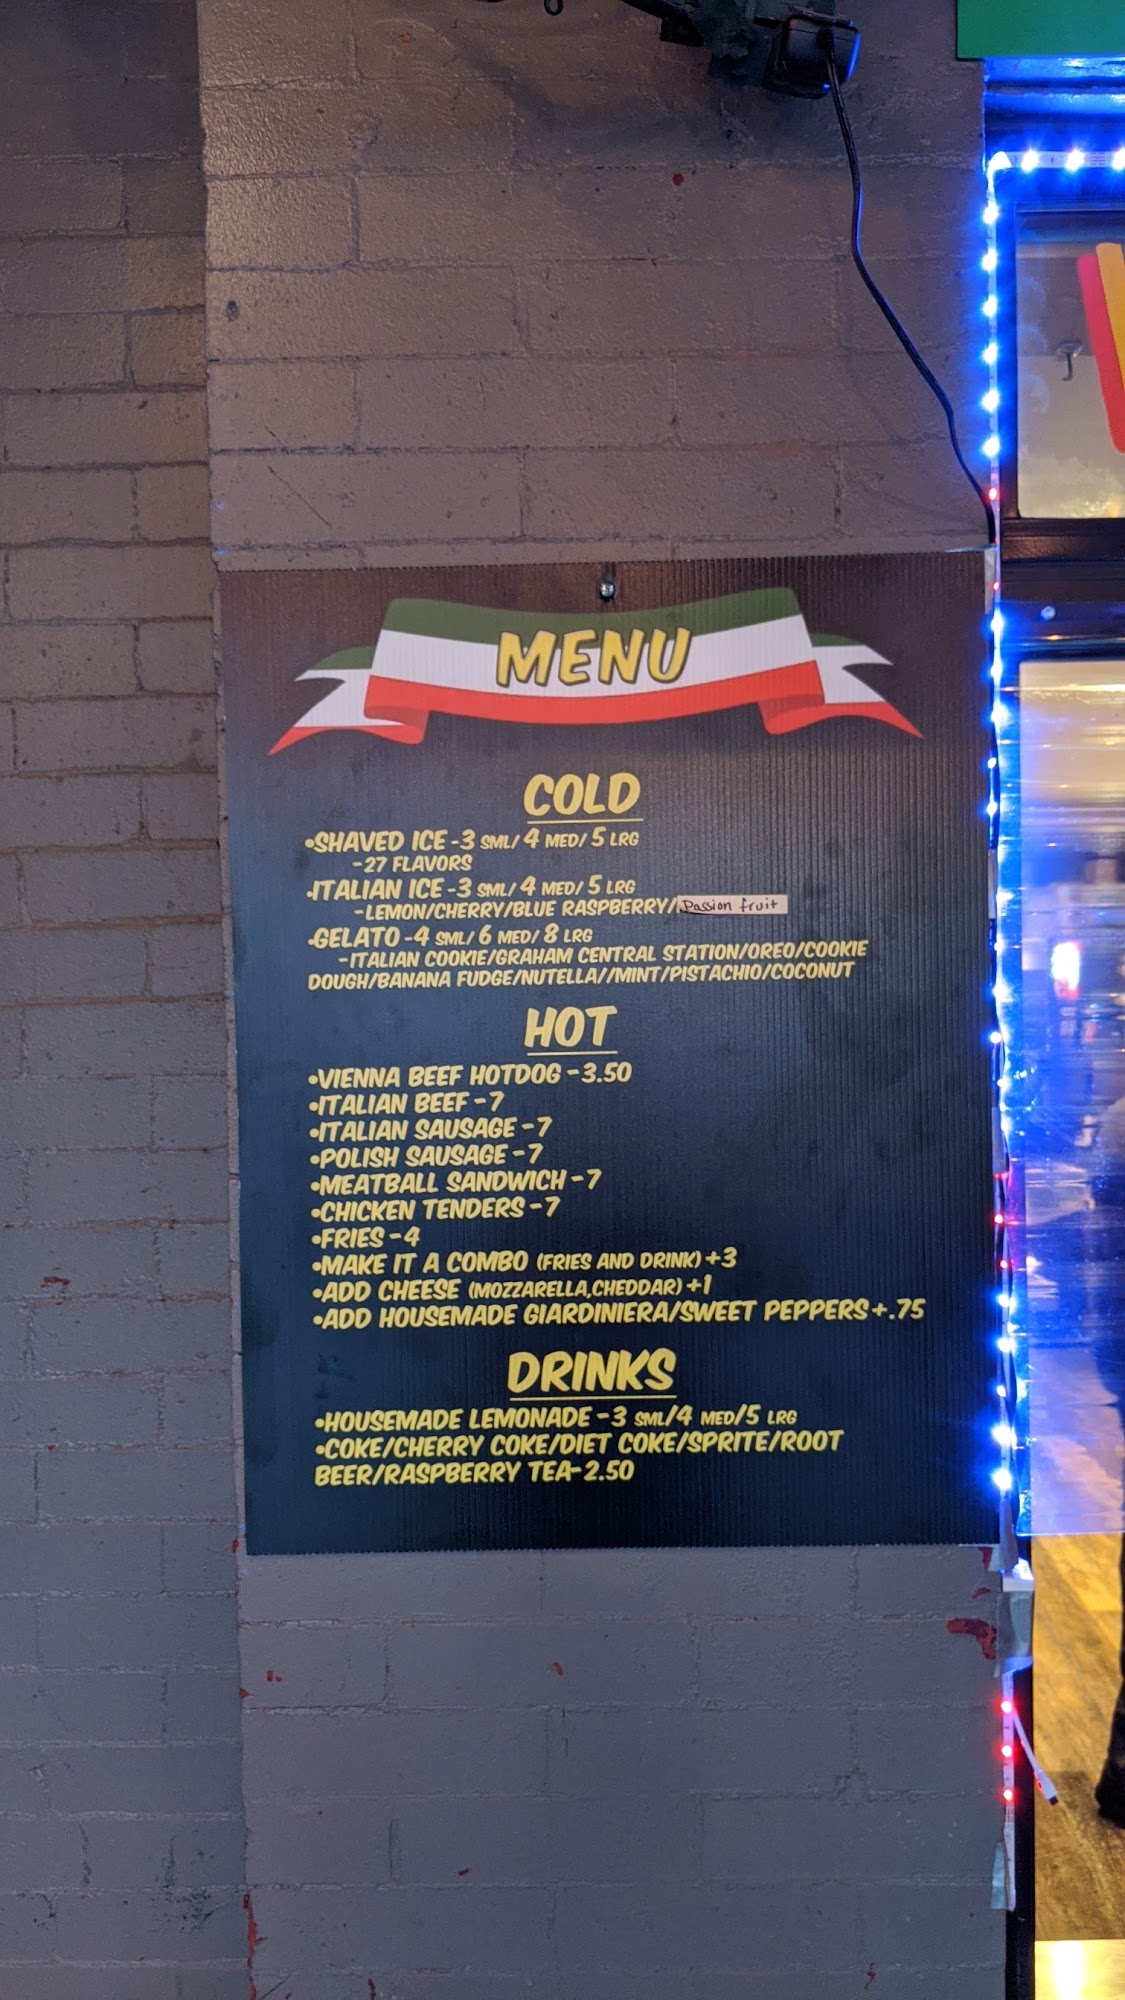 MENU
COLD
•SHAVED ICE -3 SML/ 4 MED/ 5 LRG
-27 FLAVORS
•ITALIAN ICE -3 SML/ 4 MED/ 5 LRG
-LEMON/CHERRY/BLUE RASPBERRY/Passion fruit
•GELATO -4 SML/ 6 MED/ 8 LRG
-ITALIAN COOKIE/GRAHAM CENTRAL STATION/OREO/COOKIE
DOUGH/BANANA FUDGE/NUTELLA//MINT/PISTACHIO/COCONUT
HOT
•VIENNA BEEF HOTDOG -3.50
•ITALIAN BEEF -7
•ITALIAN SAUSAGE -7
•POLISH SAUSAGE -7
•MEATBALL SANDWICH -7
•CHICKEN TENDERS -7
•FRIES -4
•MAKE IT A COMBO (FRIES AND DRINK) +3
•ADD CHEESE (MOZZARELLA,CHEDDAR) +1
•ADD HOUSEMADE GIARDINIERA/SWEET PEPPERS +.75
DRINKS
•HOUSEMADE LEMONADE -3 SML/4 MED/5 LRG
•COKE/CHERRY COKE/DIET COKE/SPRITE/ROOT
BEER/RASPBERRY TEA-2.50